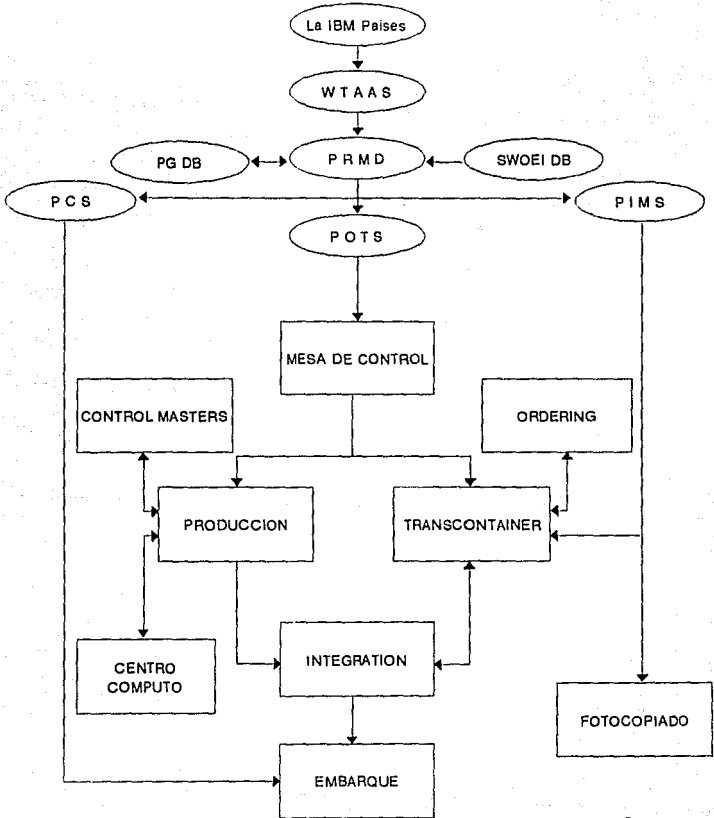 La IBM Paises
W T A A S
PG DB
P R M D
SWOEI DB
P C S
P I M S
P O T S
MESA DE CONTROL
CONTROL MASTERS
ORDERING
PRODUCCION
TRANSCONTAINER
CENTRO
COMPUTO
INTEGRATION
FOTOCOPIADO
EMBARQUE